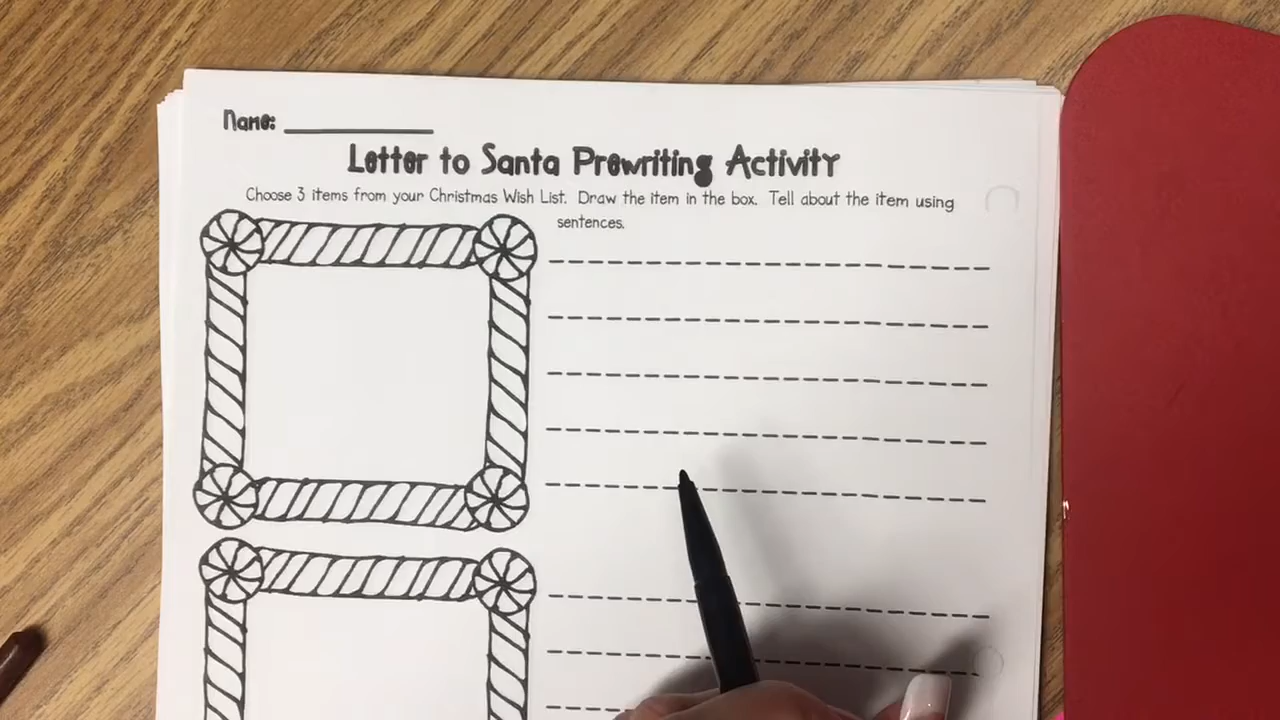 Name:
Letter to Santa Prewriting Activity
Choose 3 items from your Christmas Wish List. Draw the item in the box. Tell about the item using
sentences.